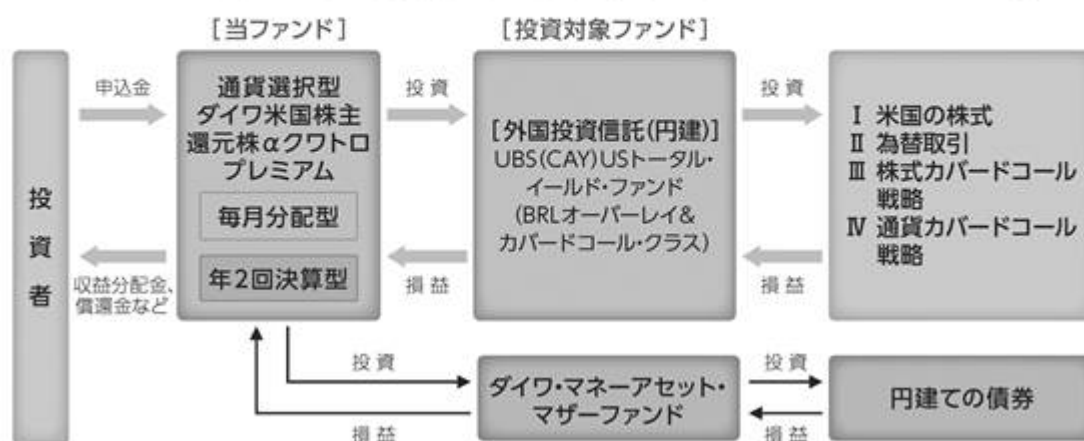 [当ファンド]
[投資対象ファンド]
投資者
申込金
収益分配金、
償還金など
通貨選択型
ダイワ米国株主
還元株αクワトロ
プレミアム
毎月分配型
年2回決算型
投資
損益
[外国投資信託(円建)]
UBS(CAY)USトータル・
イールド・ファンド
(BRLオーバーレイ&
カバードコール・クラス)
投資
損益
Ⅰ 米国の株式
Ⅱ 為替取引
Ⅲ 株式カバードコール
戦略
Ⅳ 通貨カバードコール
戦略
投資
損益
ダイワ・マネーアセット・
マザーファンド
投資
損益
円建ての債券